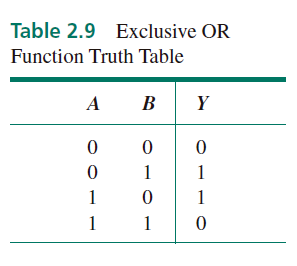 Table 2.9 Exclusive OR
Function Truth Table
A B Y
0 0 0
0 1 1
1 0 1
1 1 0